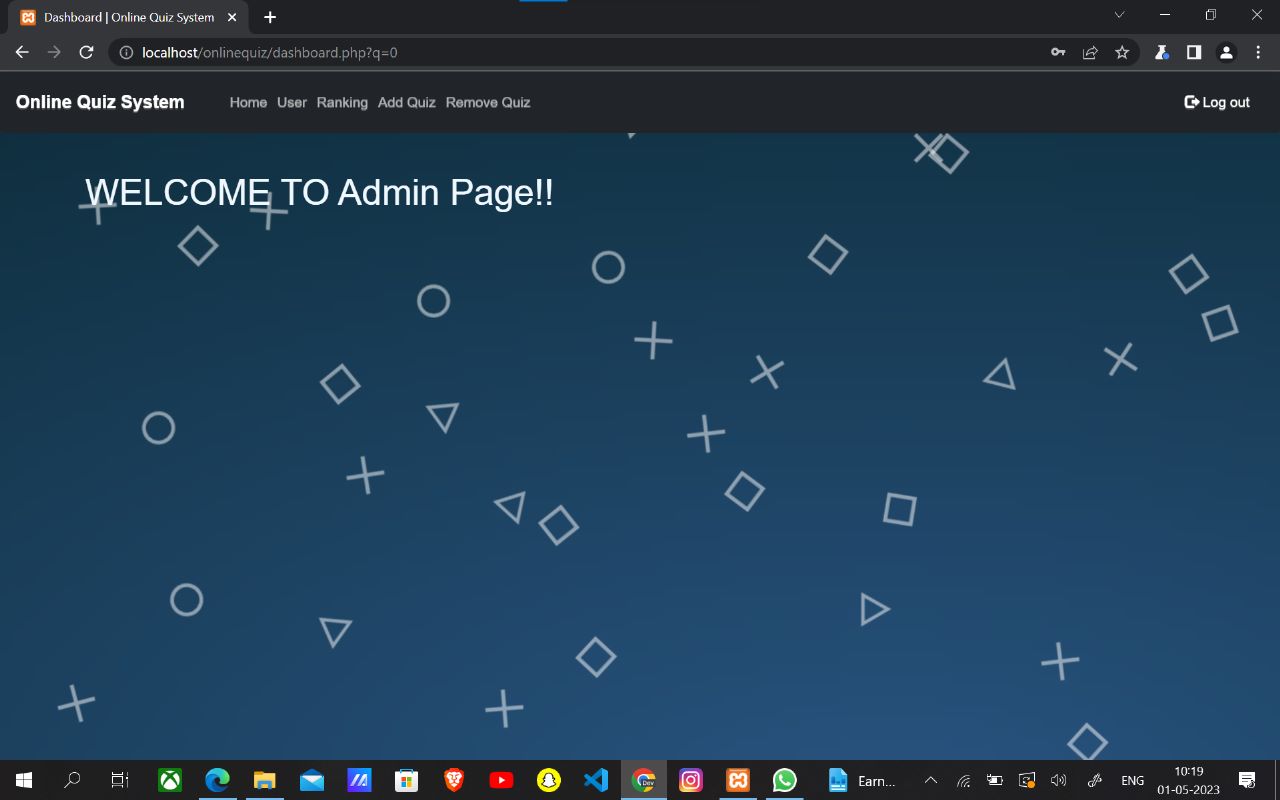 Dashboard | Online Quiz System
localhost/onlinequiz/dashboard.php?q=0
Online Quiz System Home User Ranking Add Quiz Remove Quiz Log out
WELCOME TO Admin Page!!
Earn... ENG 10:19
01-05-2023